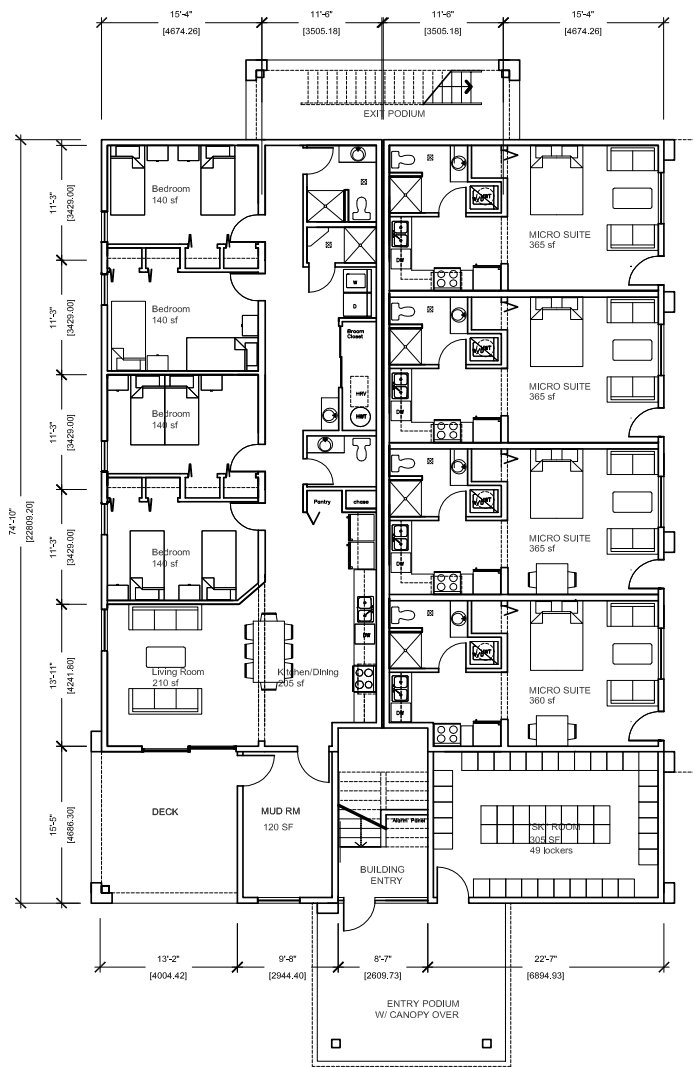 15'-4"
[4674.26]
11'-6"
[3505.18]
11'-6"
[3505.18]
15'-4"
[4674.26]
EXIT PODIUM
74'-10"
[22809.20]
11'-3"
[3429.00]
11'-3"
[3429.00]
11'-3"
[3429.00]
11'-3"
[3429.00]
13'-11"
[4241.80]
15'-5"
[4686.30]
Bedroom
140 sf
Bedroom
140 sf
Bedroom
140 sf
Bedroom
140 sf
W
D
Broom
Closet
HRV
HWT
Pantry
chase
DW
Living Room
210 sf
Kitchen/Dining
205 sf
DW
MICRO SUITE
365 sf
DW
MICRO SUITE
365 sf
DW
MICRO SUITE
365 sf
DW
MICRO SUITE
360 sf
DECK
MUD RM
120 SF
"Alarm" Panel
BUILDING
ENTRY
SKI ROOM
305 SF
49 lockers
13'-2"
[4004.42]
9'-8"
[2944.40]
8'-7"
[2609.73]
22'-7"
[6894.93]
ENTRY PODIUM
W/ CANOPY OVER